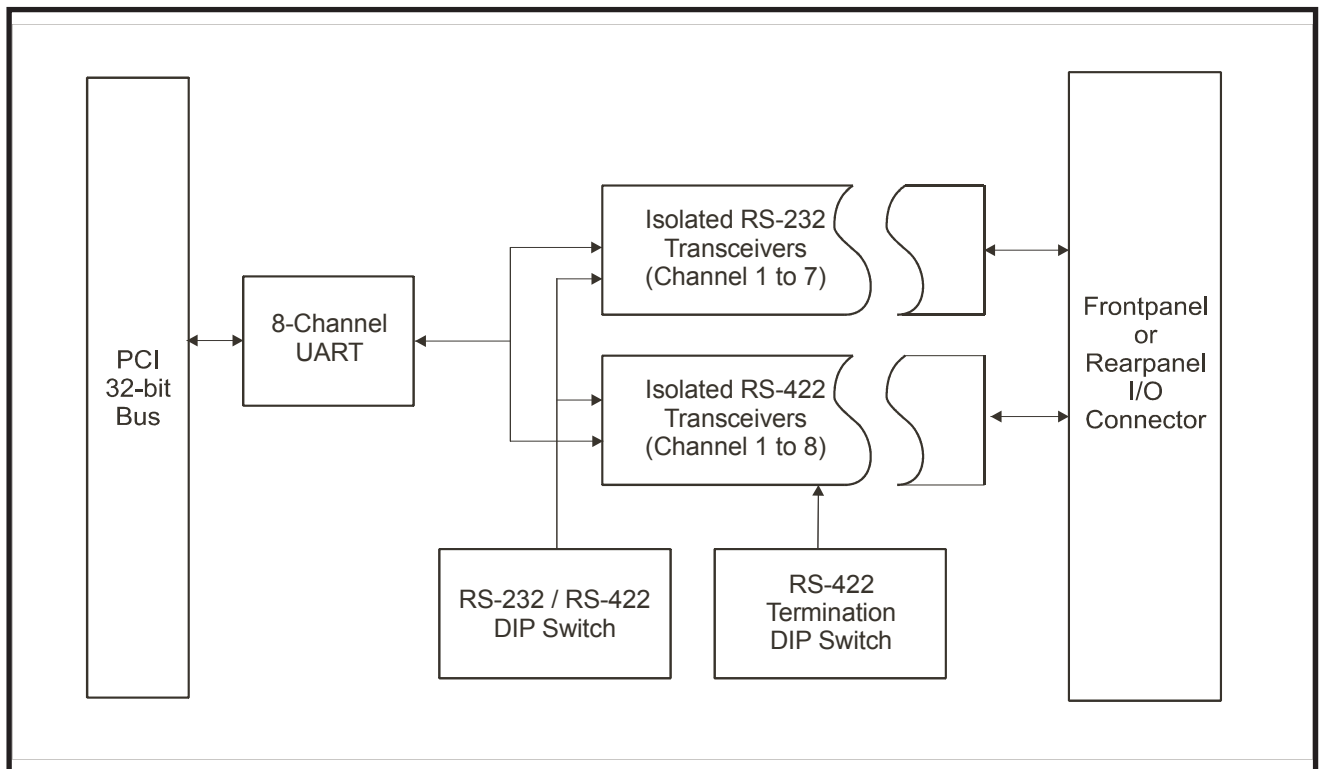 PCI
32-bit
Bus
8-Channel
UART
Isolated RS-232
Transceivers
(Channel 1 to 7)
Isolated RS-422
Transceivers
(Channel 1 to 8)
RS-232 / RS-422
DIP Switch
RS-422
Termination
DIP Switch
Frontpanel
or
Rearpanel
I/O
Connector